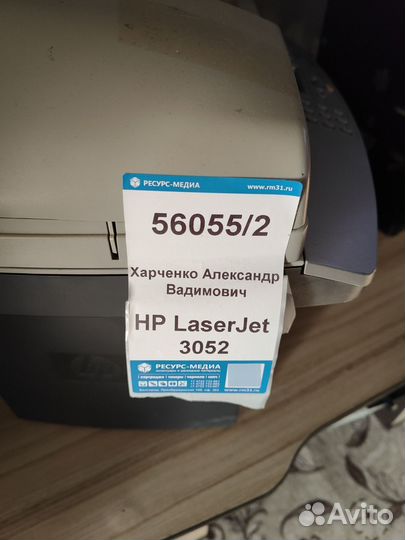 РЕСУРС-МЕДИА www.rm31.ru
56055/2
Харченко Александр
Вадимович
HP LaserJet
3052
РЕСУРС-МЕДИА
www.rm31.ru
hp
Avito